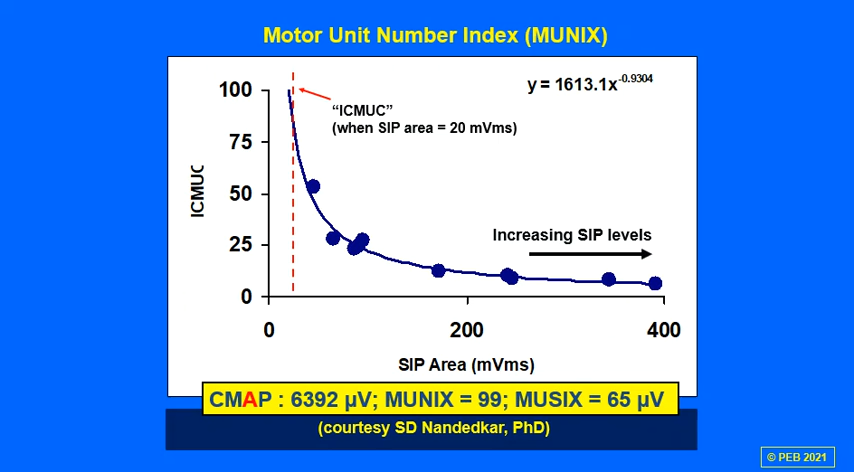 Motor Unit Number Index (MUNIX)
y = 1613.1x-0.9304
100
"ICMUC"
(when SIP area = 20 mVms)
75
ICMUC
50
25
Increasing SIP levels
0
0 200 400
SIP Area (mVms)
CMAP : 6392 µV; MUNIX = 99; MUSIX = 65 µV
(courtesy SD Nandedkar, PhD)
© PEB 2021